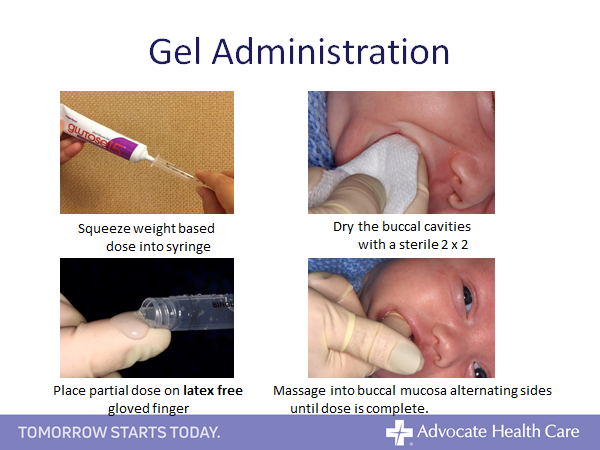 Gel Administration
glutose15
Squeeze weight based
dose into syringe
Dry the buccal cavities
with a sterile 2 x 2
Place partial dose on latex free
gloved finger
Massage into buccal mucosa alternating sides
until dose is complete.
TOMORROW STARTS TODAY.
Advocate Health Care